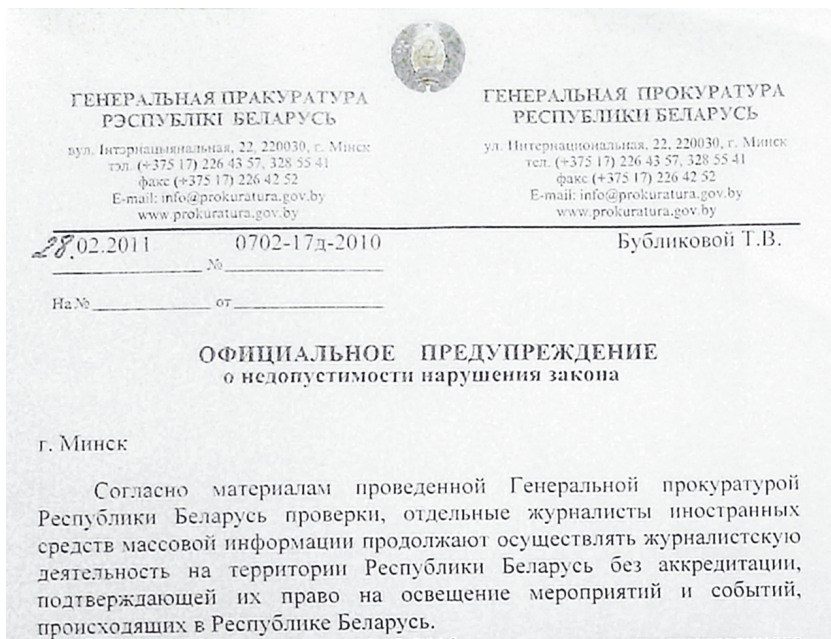 ГЕНЕРАЛЬНАЯ ПРАКУРАТУРА
РЭСПУБЛІКІ БЕЛАРУСЬ
вул. Інтэрнацыянальная, 22, 220030, г. Мінск
тэл. (+375 17) 226 43 57, 328 55 41
факс (+375 17) 226 42 52
E-mail: info@prokuratura.gov.by
www.prokuratura.gov.by
ГЕНЕРАЛЬНАЯ ПРОКУРАТУРА
РЕСПУБЛИКИ БЕЛАРУСЬ
ул. Интернациональная, 22, 220030, г. Минск
тел. (+375 17) 226 43 57, 328 55 41
факс (+375 17) 226 42 52
E-mail: info@prokuratura.gov.by
www.prokuratura.gov.by
28.02.2011 0702-17д-2010 Бубликовой Т.В.
№
На № от
ОФИЦИАЛЬНОЕ ПРЕДУПРЕЖДЕНИЕ
о недопустимости нарушения закона
г. Минск
Согласно материалам проведенной Генеральной прокуратурой
Республики Беларусь проверки, отдельные журналисты иностранных
средств массовой информации продолжают осуществлять журналистскую
деятельность на территории Республики Беларусь без аккредитации,
подтверждающей их право на освещение мероприятий и событий,
происходящих в Республике Беларусь.